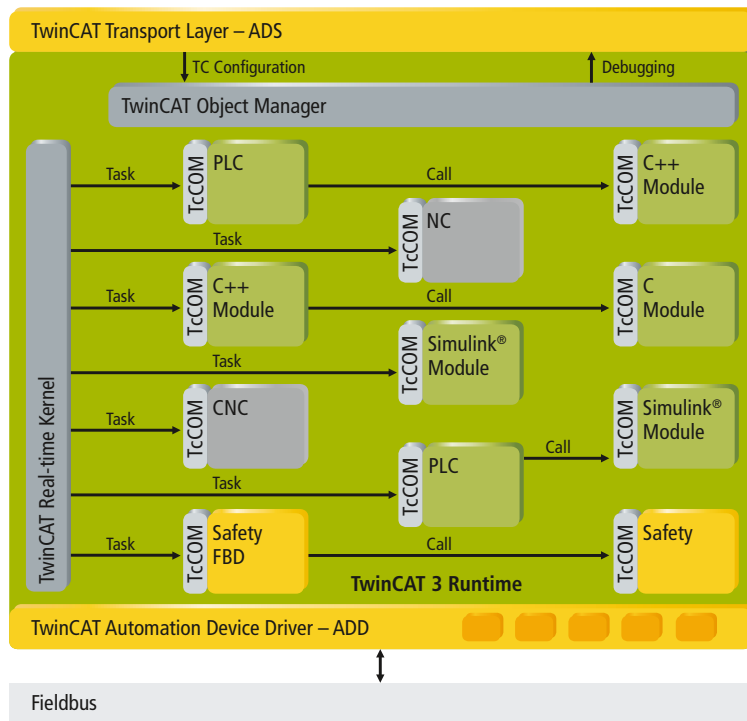 TwinCAT Transport Layer – ADS
TC Configuration
Debugging
TwinCAT Object Manager
TwinCAT Real-time Kernel
Task
TcCOM
PLC
Call
TcCOM
C++
Module
Task
TcCOM
NC
Task
TcCOM
C++
Module
Call
TcCOM
C
Module
Task
TcCOM
Simulink®
Module
Task
TcCOM
CNC
TcCOM
Simulink®
Module
Task
TcCOM
PLC
Call
Task
TcCOM
Safety
FBD
Call
TcCOM
Safety
TwinCAT 3 Runtime
TwinCAT Automation Device Driver – ADD
Fieldbus